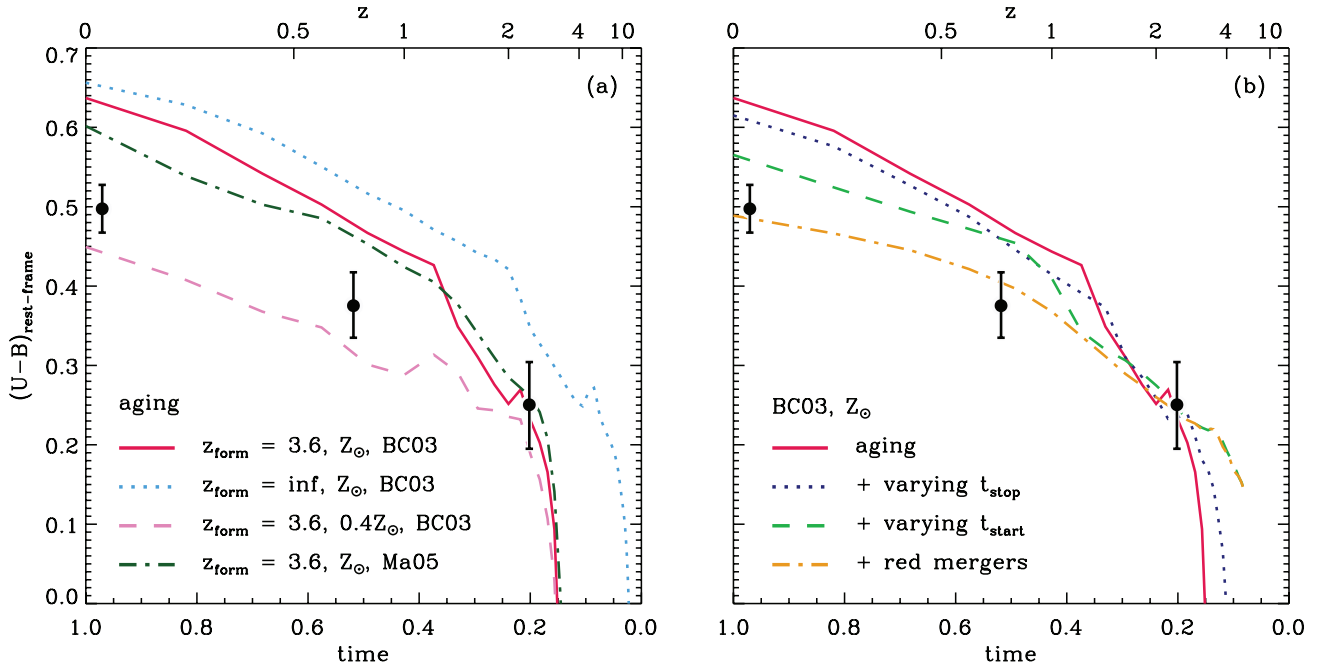 z
0 0.5 1 2 4 10
(a)
0.7
0.6
0.5
0.4
0.3
0.2
0.1
0.0
(U−B)rest−frame
aging
zform = 3.6, Z⊙, BC03
zform = inf, Z⊙, BC03
zform = 3.6, 0.4Z⊙, BC03
zform = 3.6, Z⊙, Ma05
1.0 0.8 0.6 0.4 0.2 0.0
time
z
0 0.5 1 2 4 10
(b)
BC03, Z⊙
aging
+ varying tstop
+ varying tstart
+ red mergers
1.0 0.8 0.6 0.4 0.2 0.0
time